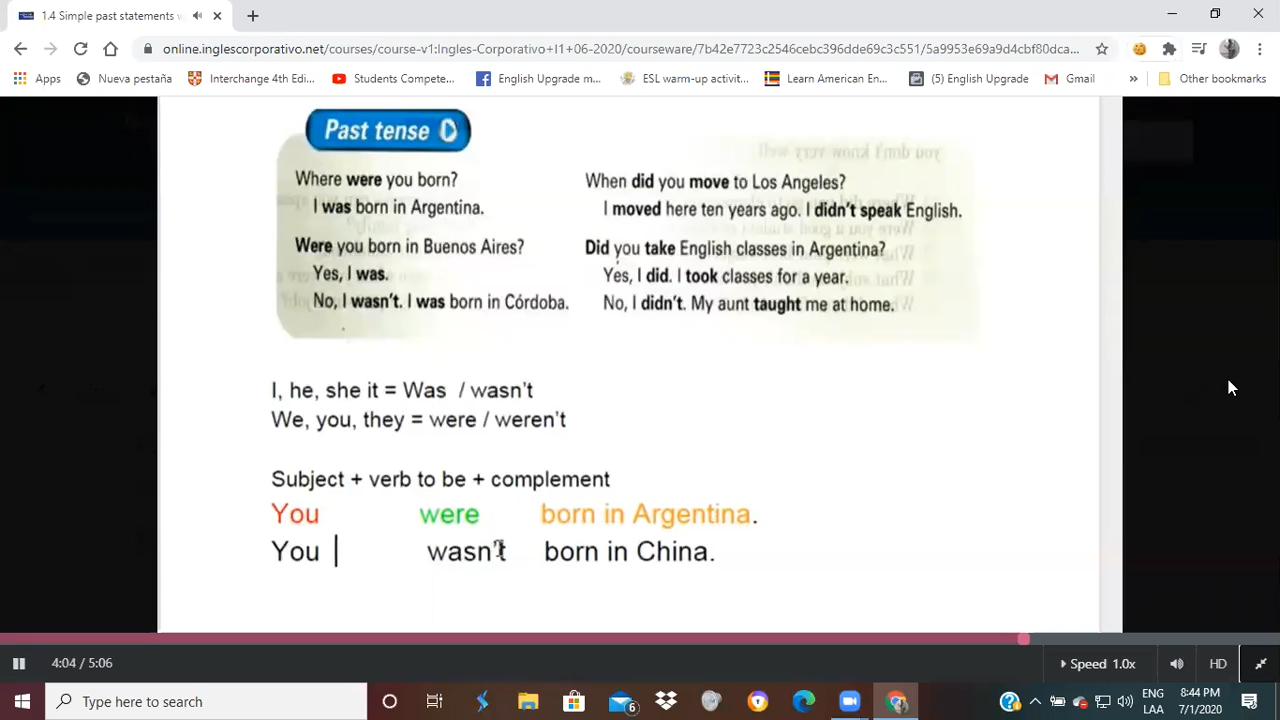 1.4 Simple past statements w
online.inglescorporativo.net/courses/course-v1:Ingles-Corporativo+I1+06-2020/courseware/7b42e7723c2546cebc396d0de69c3c551/5a9953e69a9d4cbf80dca...
Apps Nueva pestaña Interchange 4th Edi... Students Compete... English Upgrade m... ESL warm-up activit... Learn American En... (5) English Upgrade Gmail » Other bookmarks
Past tense
Where were you born?
I was born in Argentina.
Were you born in Buenos Aires?
Yes, I was.
No, I wasn't. I was born in Córdoba.
When did you move to Los Angeles?
I moved here ten years ago. I didn't speak English.
Did you take English classes in Argentina?
Yes, I did. I took classes for a year.
No, I didn't. My aunt taught me at home.
I, he, she it = Was / wasn't
We, you, they = were / weren't
Subject + verb to be + complement
You were born in Argentina.
You wasn't born in China.
4:04 / 5:06 Speed 1.0x HD
Type here to search
6
ENG
LAA
8:44 PM
7/1/2020